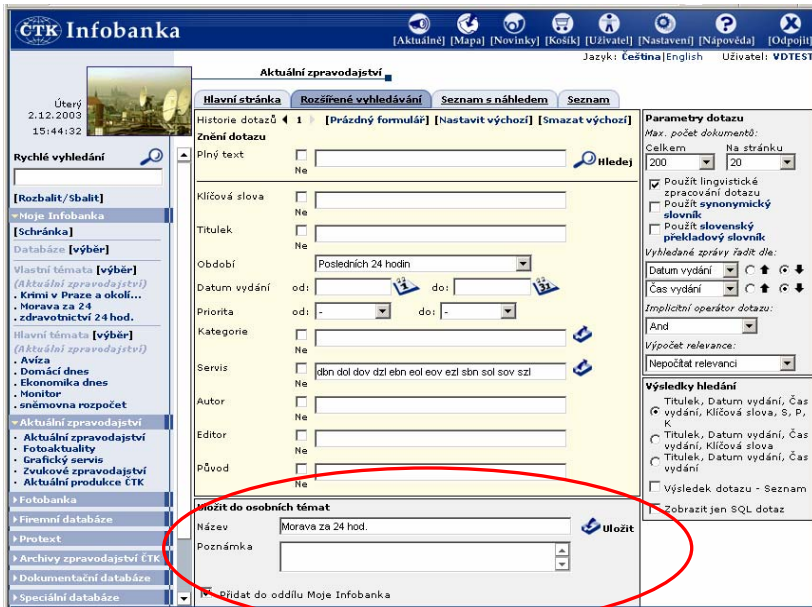 ČTK Infobanka
[Aktuálně] [Mapa] [Novinky] [Košík] [Uživatel] [Nastavení] [Nápověda] [Odpojit]
Jazyk: Čeština|English Uživatel: VDTEST
Aktuální zpravodajství
Úterý
2.12.2003
15:44:32
Rychlé vyhledání
[Rozbalit/Sbalit]
Moje Infobanka
[Schránka]
Databáze [výběr]
Vlastní témata [výběr]
(Aktuální zpravodajství)
. Krimi v Praze a okolí...
. Morava za 24
. zdravotnictví 24hod.
Hlavní témata [výběr]
(Aktuální zpravodajství)
. Avíza
. Domácí dnes
. Ekonomika dnes
. Monitor
. sněmovna rozpočet
Aktuální zpravodajství
· Aktuální zpravodajství
· Fotoaktuality
· Grafický servis
· Zvukové zpravodajství
· Aktuální produkce ČTK
Fotobanka
Firemní databáze
Protext
Archivy zpravodajství ČTK
Dokumentační databáze
Speciální databáze
Hlavní stránka Rozšířené vyhledávání Seznam s náhledem Seznam
Historie dotazů 1 [Prázdný formulář] [Nastavit výchozí] [Smazat výchozí]
Znění dotazu
Plný text
Ne
Hledej
Klíčová slova
Ne
Titulek
Ne
Období Posledních 24 hodin
Datum vydání od: 1 do: 31
Priorita od: - do: -
Kategorie
Ne
Servis dbn dol dov dzl ebn eol eov ezl sbn sol sov szl
Ne
Autor
Ne
Editor
Ne
Původ
Ne
Uložit do osobních témat
Název Morava za 24 hod. Uložit
Poznámka
Přidat do oddílu Moje Infobanka
Parametry dotazu
Max. počet dokumentů:
Celkem Na stránku
200 20
Použít lingvistické
zpracování dotazu
Použít synonymický
slovník
Použít slovenský
překladový slovník
Vyhledané zprávy řadit dle:
Datum vydání
Čas vydání
Implicitní operátor dotazu:
And
Výpočet relevance:
Nepočítat relevanci
Výsledky hledání
Titulek, Datum vydání, Čas
vydání, Klíčová slova, S, P,
K
Titulek, Datum vydání, Čas
vydání, Klíčová slova
Titulek, Datum vydání, Čas
vydání
Výsledek dotazu - Seznam
Zobrazit jen SQL dotaz